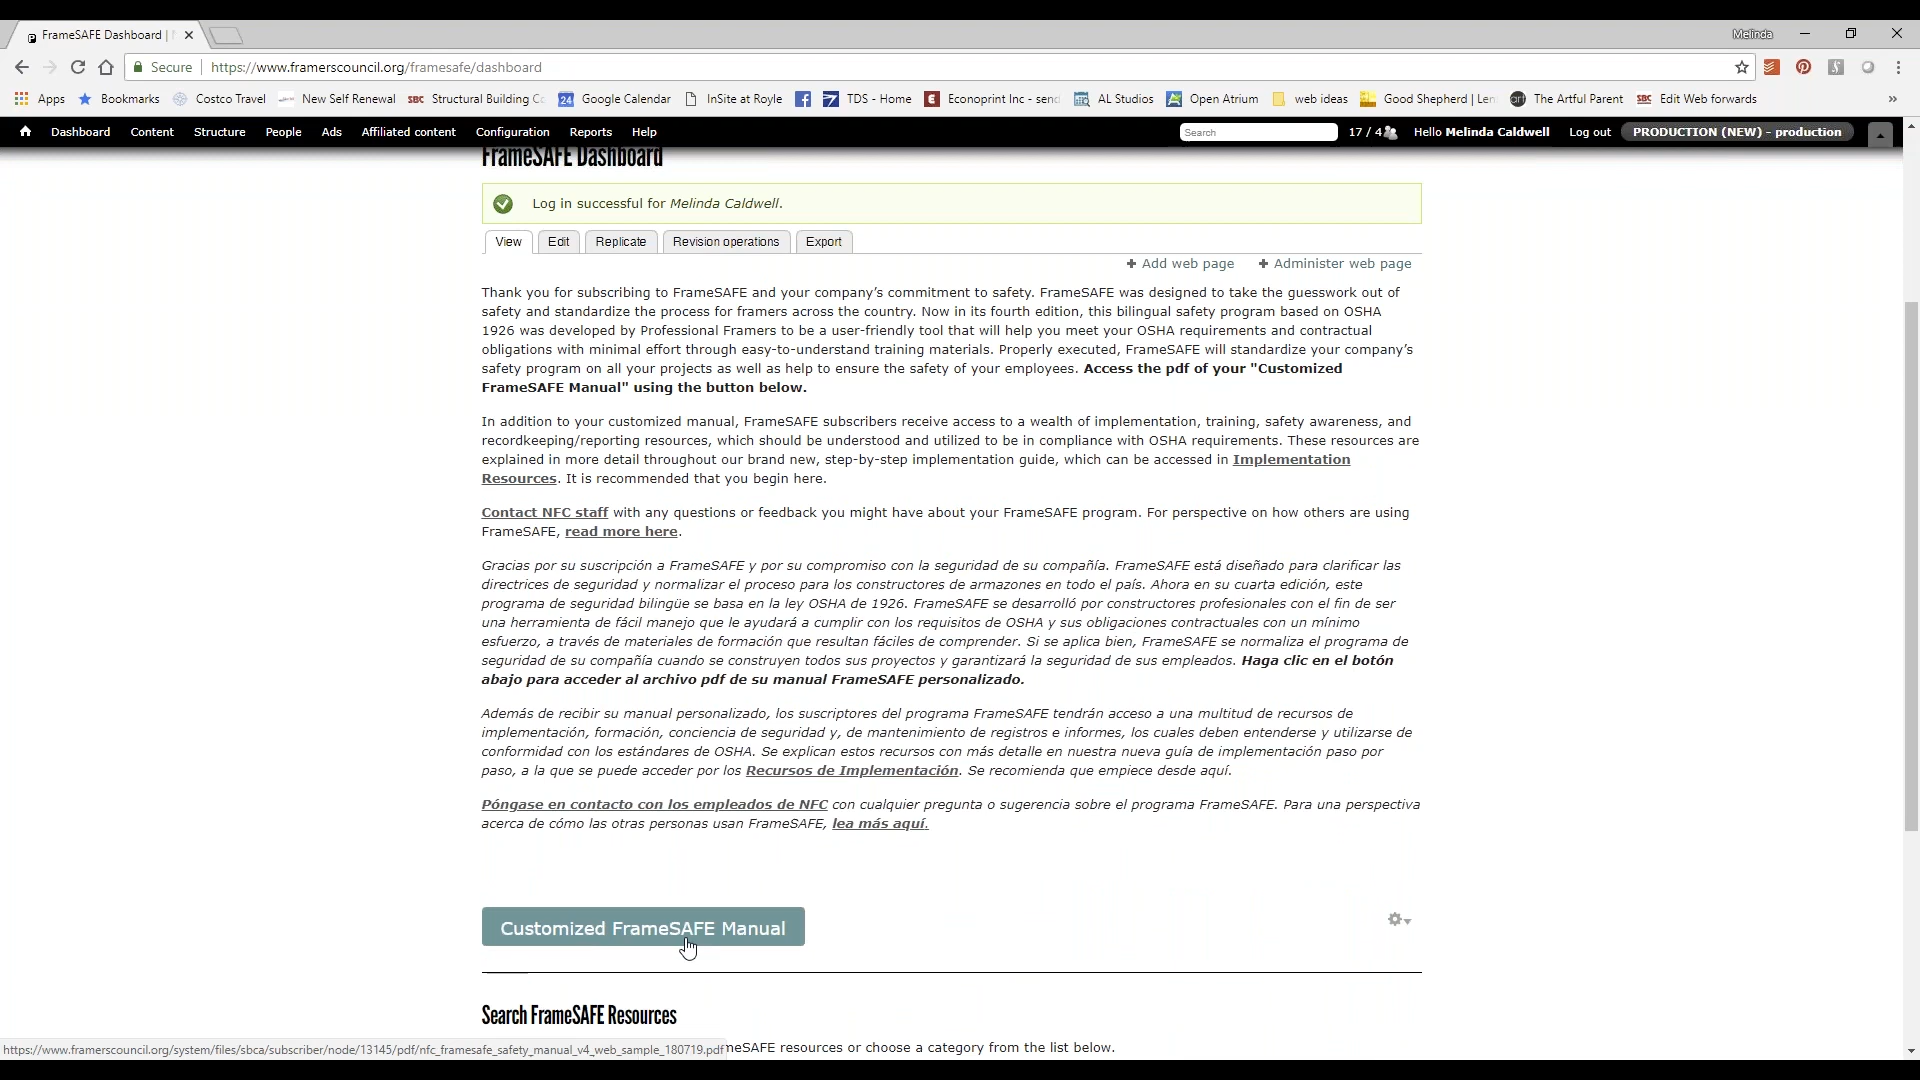 FrameSAFE Dashboard |
Melinda
Secure
https://www.framerscouncil.org/framesafe/dashboard
Apps Bookmarks Costco Travel New Self Renewal SBC Structural Building C 24 Google Calendar InSite at Royle TDS - Home E Econoprint Inc - send AL Studios Open Atrium web ideas Good Shepherd | Len art The Artful Parent SBC Edit Web forwards »
Dashboard Content Structure People Ads Affiliated content Configuration Reports Help Search 17 / 4 Hello Melinda Caldwell Log out PRODUCTION (NEW) - production
FrameSAFE Dashboard
Log in successful for Melinda Caldwell.
View Edit Replicate Revision operations Export
+ Add web page + Administer web page
Thank you for subscribing to FrameSAFE and your company's commitment to safety. FrameSAFE was designed to take the guesswork out of
safety and standardize the process for framers across the country. Now in its fourth edition, this bilingual safety program based on OSHA
1926 was developed by Professional Framers to be a user-friendly tool that will help you meet your OSHA requirements and contractual
obligations with minimal effort through easy-to-understand training materials. Properly executed, FrameSAFE will standardize your company's
safety program on all your projects as well as help to ensure the safety of your employees. Access the pdf of your "Customized
FrameSAFE Manual" using the button below.
In addition to your customized manual, FrameSAFE subscribers receive access to a wealth of implementation, training, safety awareness, and
recordkeeping/reporting resources, which should be understood and utilized to be in compliance with OSHA requirements. These resources are
explained in more detail throughout our brand new, step-by-step implementation guide, which can be accessed in Implementation
Resources. It is recommended that you begin here.
Contact NFC staff with any questions or feedback you might have about your FrameSAFE program. For perspective on how others are using
FrameSAFE, read more here.
Gracias por su suscripción a FrameSAFE y por su compromiso con la seguridad de su compañía. FrameSAFE está diseñado para clarificar las
directrices de seguridad y normalizar el proceso para los constructores de armazones en todo el país. Ahora en su cuarta edición, este
programa de seguridad bilingüe se basa en la ley OSHA de 1926. FrameSAFE se desarrolló por constructores profesionales con el fin de ser
una herramienta de fácil manejo que le ayudará a cumplir con los requisitos de OSHA y sus obligaciones contractuales con un mínimo
esfuerzo, a través de materiales de formación que resultan fáciles de comprender. Si se aplica bien, FrameSAFE se normaliza el programa de
seguridad de su compañía cuando se construyen todos sus proyectos y garantizará la seguridad de sus empleados. Haga clic en el botón
abajo para acceder al archivo pdf de su manual FrameSAFE personalizado.
Además de recibir su manual personalizado, los suscriptores del programa FrameSAFE tendrán acceso a una multitud de recursos de
implementación, formación, conciencia de seguridad y, de mantenimiento de registros e informes, los cuales deben entenderse y utilizarse de
conformidad con los estándares de OSHA. Se explican estos recursos con más detalle en nuestra nueva guía de implementación paso por
paso, a la que se puede acceder por los Recursos de Implementación. Se recomienda que empiece desde aquí.
Póngase en contacto con los empleados de NFC con cualquier pregunta o sugerencia sobre el programa FrameSAFE. Para una perspectiva
acerca de cómo las otras personas usan FrameSAFE, lea más aquí.
Customized FrameSAFE Manual
Search FrameSAFE Resources
meSAFE resources or choose a category from the list below.
https://www.framerscouncil.org/system/files/sbca/subscriber/node/13145/pdf/nfc_framesafe_safety_manual_v4_web_sample_180719.pdf